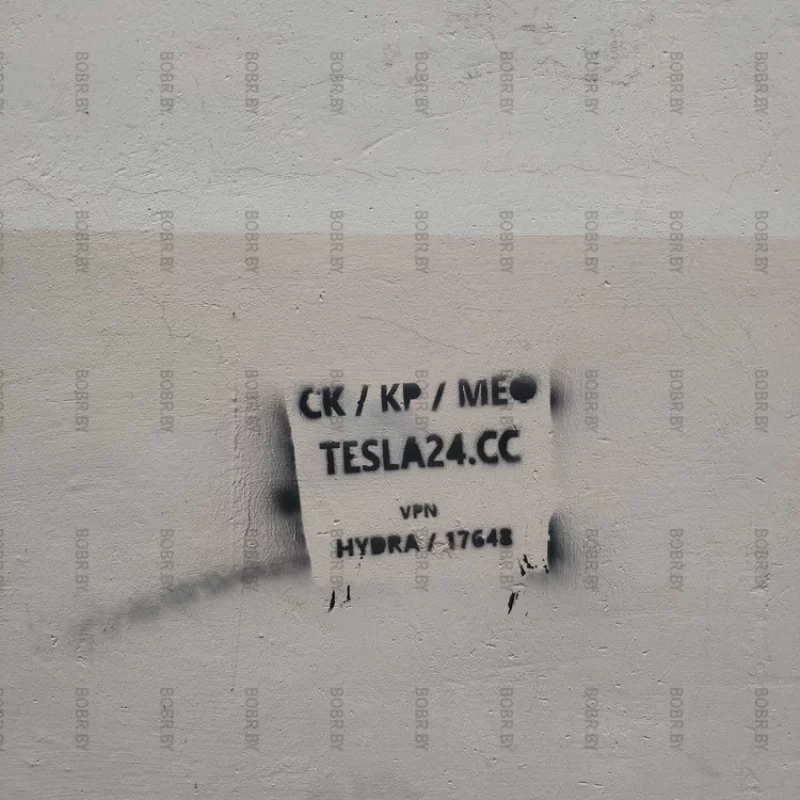 СК / КР / МЕФ
TESLA24.CC
VPN
HYDRA / 17648
BOBR.BY